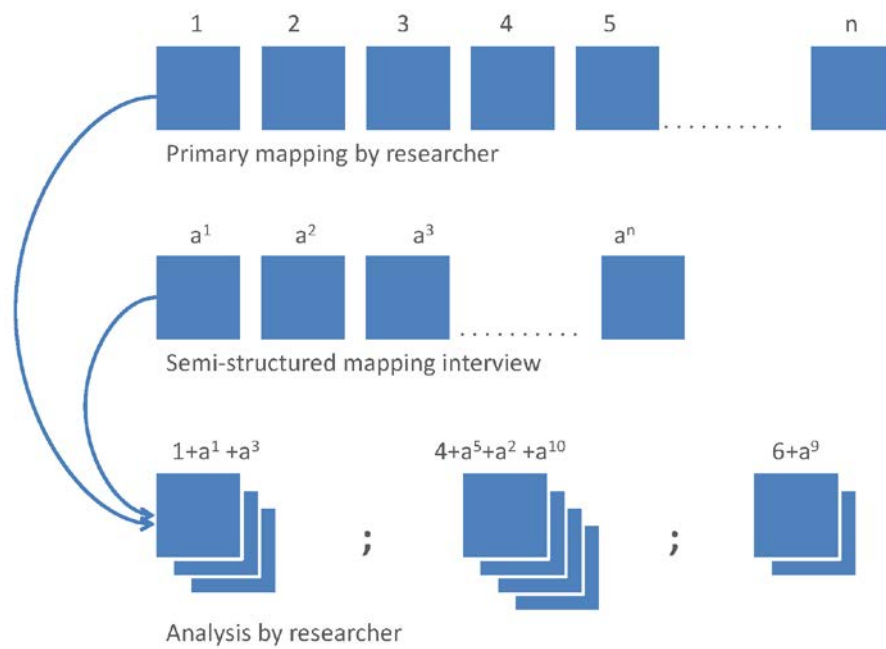 1 2 3 4 5 n
. . . . . . . . . .
Primary mapping by researcher
a¹ a² a³ aⁿ
. . . . . . . . . .
Semi-structured mapping interview
1+a¹ +a³ 4+a⁵+a² +a¹⁰ 6+a⁹
; ;
Analysis by researcher